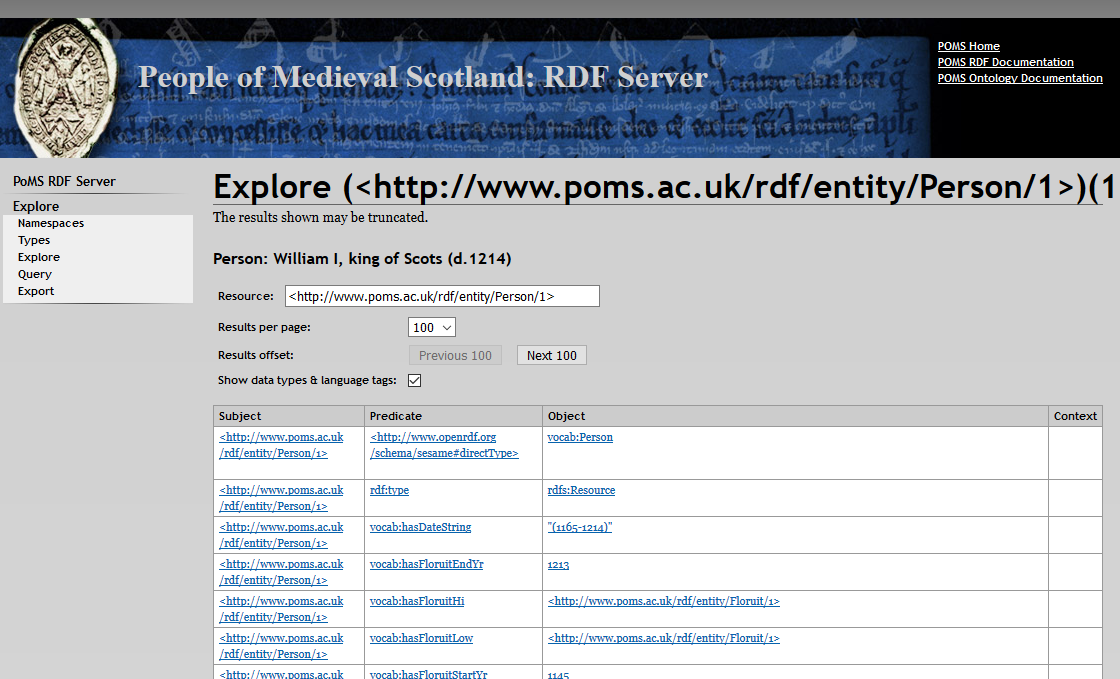 People of Medieval Scotland: RDF Server
POMS Home
POMS RDF Documentation
POMS Ontology Documentation
PoMS RDF Server
Explore
Namespaces
Types
Explore
Query
Export
Explore (<http://www.poms.ac.uk/rdf/entity/Person/1>)(1
The results shown may be truncated.
Person: William I, king of Scots (d.1214)
Resource: <http://www.poms.ac.uk/rdf/entity/Person/1>
Results per page: 100
Results offset: Previous 100 Next 100
Show data types & language tags:
Subject Predicate Object Context
<http://www.poms.ac.uk <http://www.openrdf.org vocab:Person
/rdf/entity/Person/1> /schema/sesame#directType>
<http://www.poms.ac.uk rdf:type rdfs:Resource
/rdf/entity/Person/1>
<http://www.poms.ac.uk vocab:hasDateString "(1165-1214)"
/rdf/entity/Person/1>
<http://www.poms.ac.uk vocab:hasFloruitEndYr 1213
/rdf/entity/Person/1>
<http://www.poms.ac.uk vocab:hasFloruitHi <http://www.poms.ac.uk/rdf/entity/Floruit/1>
/rdf/entity/Person/1>
<http://www.poms.ac.uk vocab:hasFloruitLow <http://www.poms.ac.uk/rdf/entity/Floruit/1>
/rdf/entity/Person/1>
<http://www.poms.ac.uk vocab:hasFloruitStartYr 1145